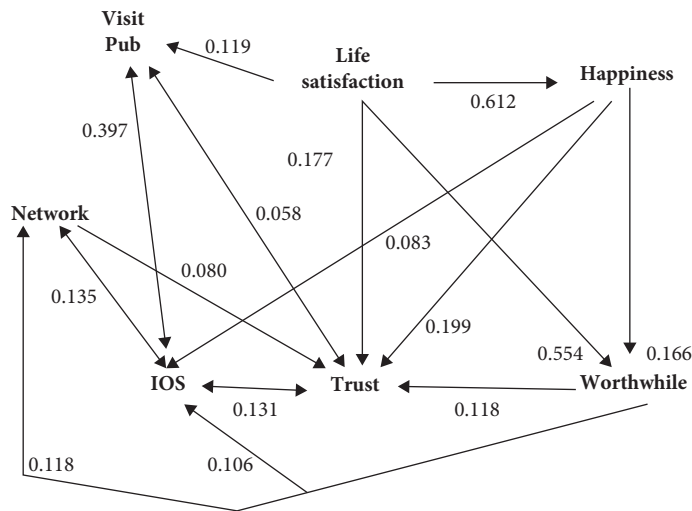 Visit
Pub
0.119
Life
satisfaction
Happiness
0.612
0.397
0.177
Network
0.058
0.083
0.080
0.135
0.199
0.554
0.166
IOS
Trust
Worthwhile
0.131
0.118
0.118
0.106